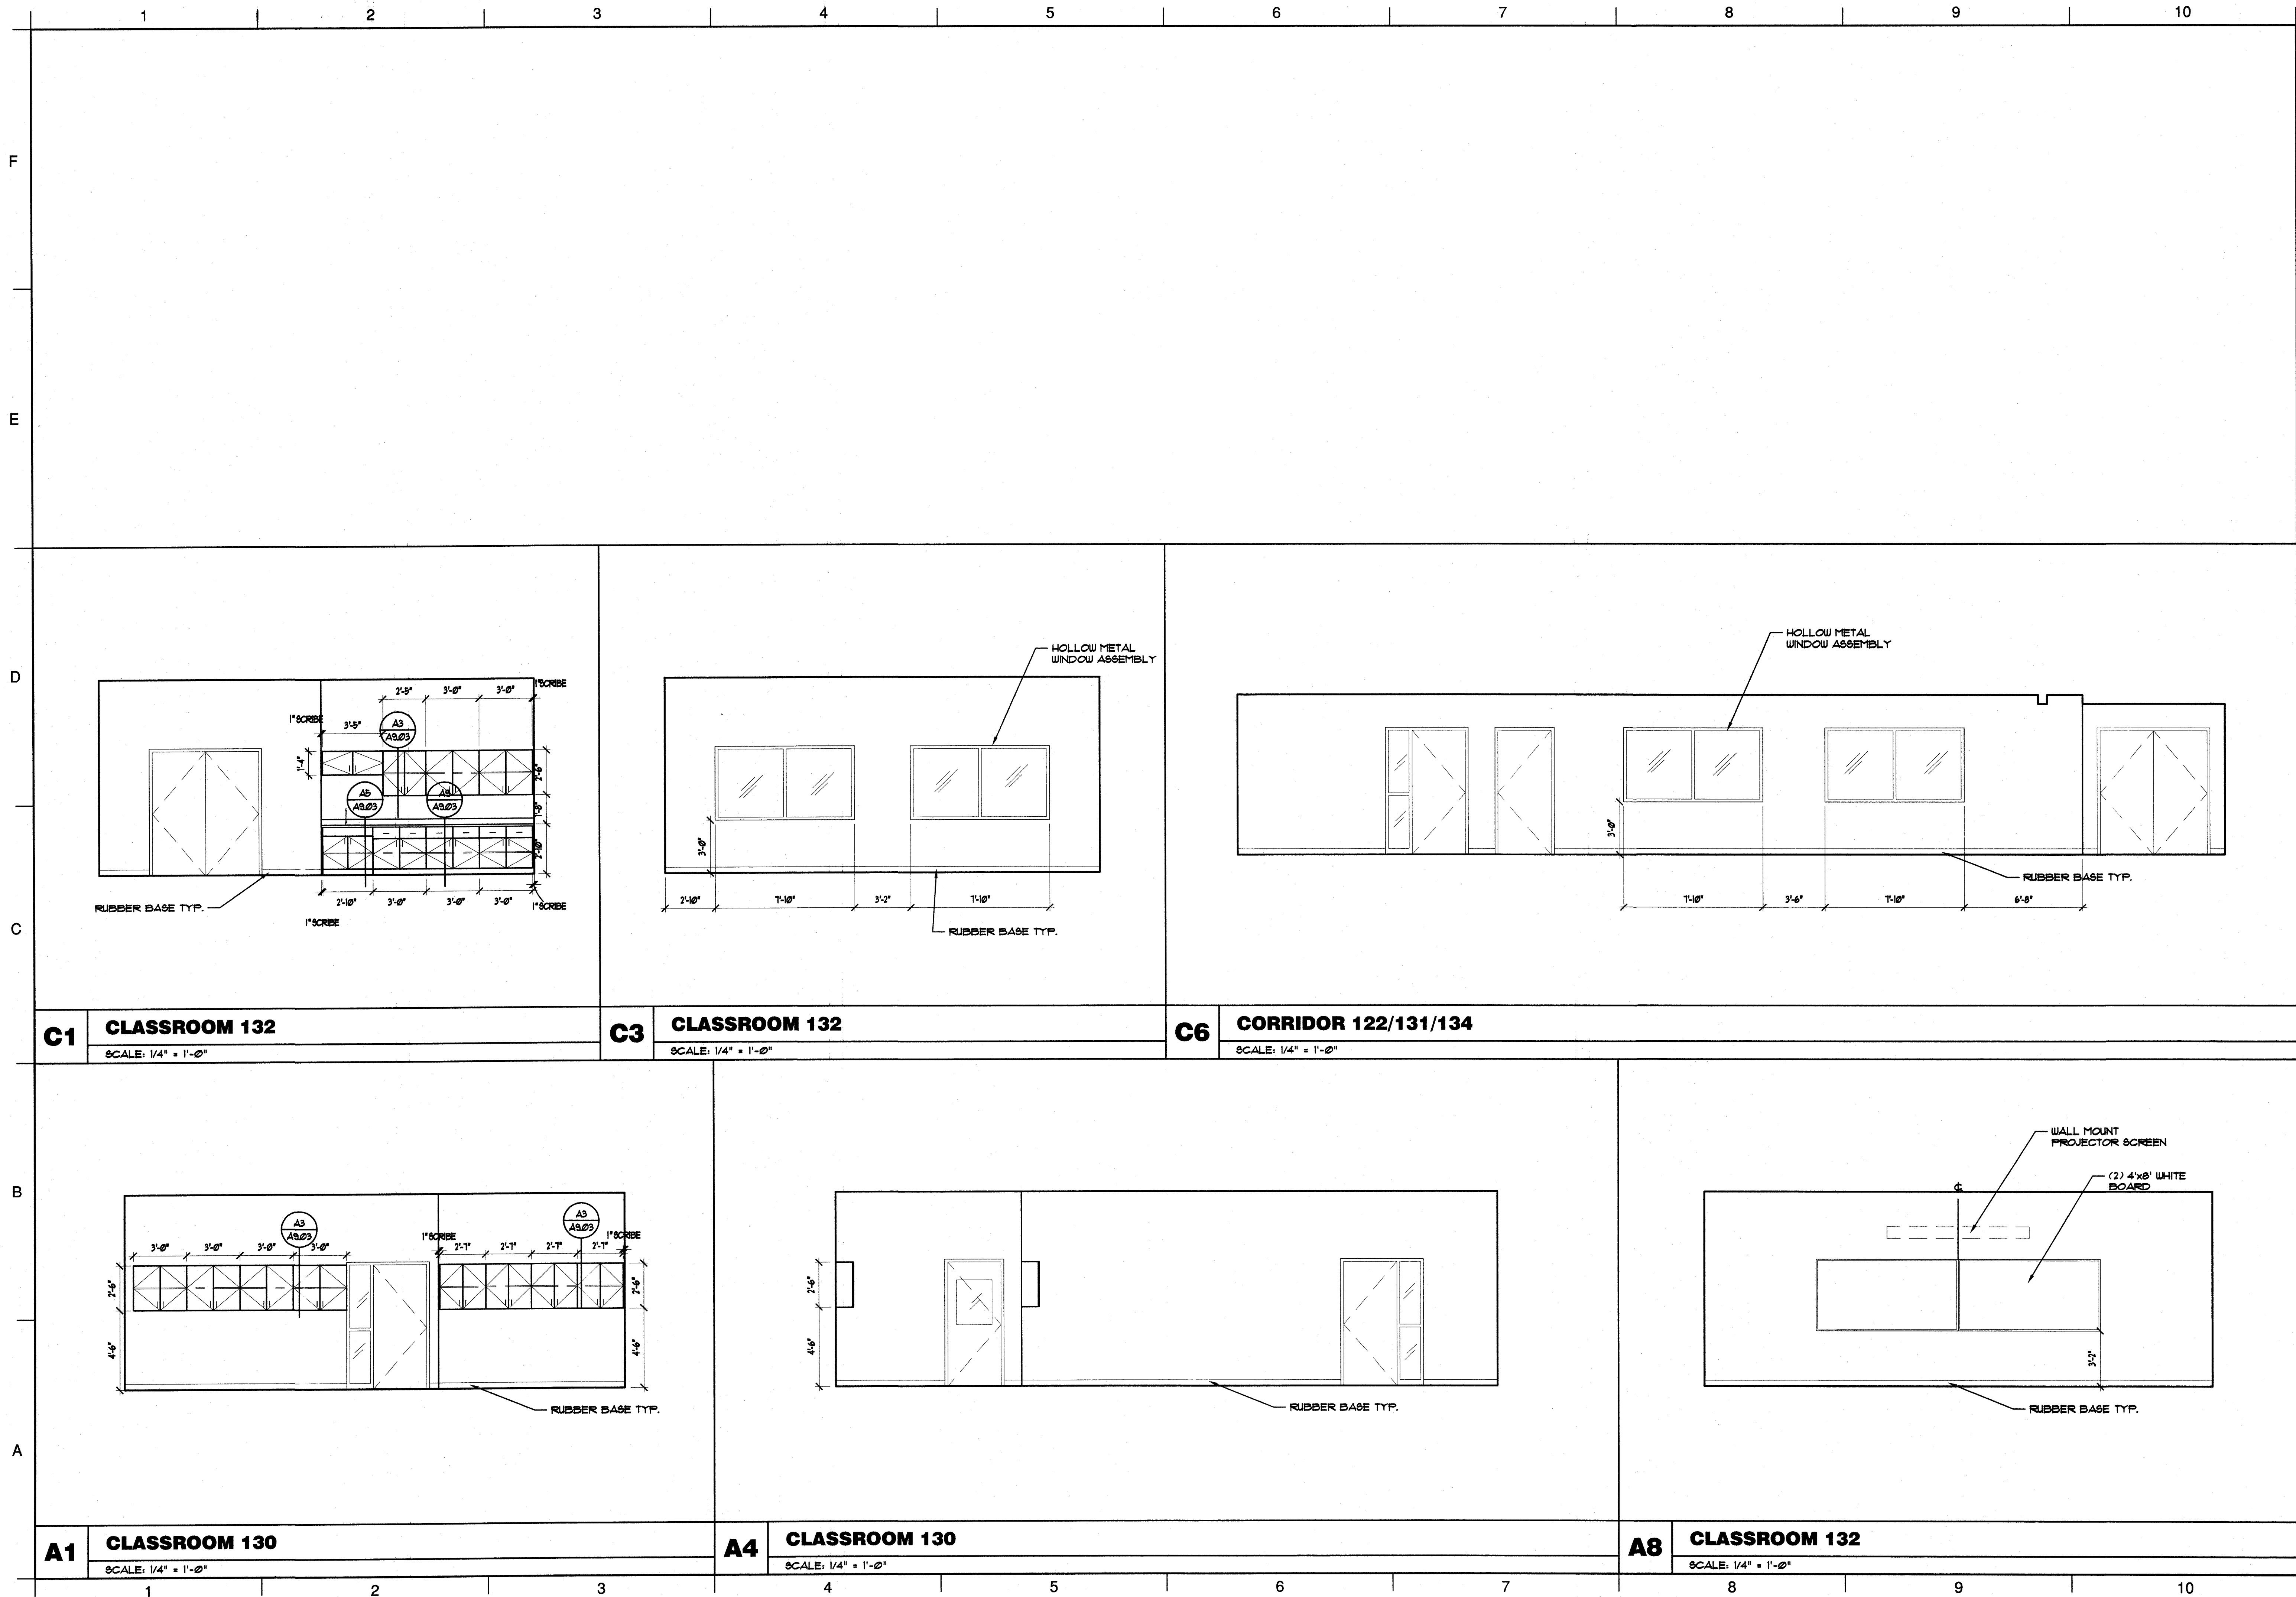 1 2 3 4 5 6 7 8 9 10
F
E
D
C
B
A
1" SCRIBE
2'-5" 3'-0" 3'-0"
1" SCRIBE
3'-5"
A3
A9.03
1'-4"
2'-6"
A5
A9.03
A9.03
1'-8"
2'-10"
2'-10" 3'-0" 3'-0" 3'-0"
1" SCRIBE
1" SCRIBE
RUBBER BASE TYP.
C1
CLASSROOM 132
SCALE: 1/4" = 1'-0"
HOLLOW METAL
WINDOW ASSEMBLY
3'-0"
2'-10" 7'-10" 3'-2" 7'-10"
RUBBER BASE TYP.
C3
CLASSROOM 132
SCALE: 1/4" = 1'-0"
HOLLOW METAL
WINDOW ASSEMBLY
3'-0"
RUBBER BASE TYP.
7'-10" 3'-6" 7'-10" 6'-8"
C6
CORRIDOR 122/131/134
SCALE: 1/4" = 1'-0"
A3
A9.03
A3
A9.03
1" SCRIBE
1" SCRIBE
3'-0" 3'-0" 3'-0" 3'-0"
2'-7" 2'-7" 2'-7" 2'-7"
2'-6"
2'-6"
4'-6"
4'-6"
RUBBER BASE TYP.
A1
CLASSROOM 130
SCALE: 1/4" = 1'-0"
2'-6"
4'-6"
RUBBER BASE TYP.
A4
CLASSROOM 130
SCALE: 1/4" = 1'-0"
WALL MOUNT
PROJECTOR SCREEN
(2) 4'x8' WHITE
BOARD
℄
3'-2"
RUBBER BASE TYP.
A8
CLASSROOM 132
SCALE: 1/4" = 1'-0"
1 2 3 4 5 6 7 8 9 10